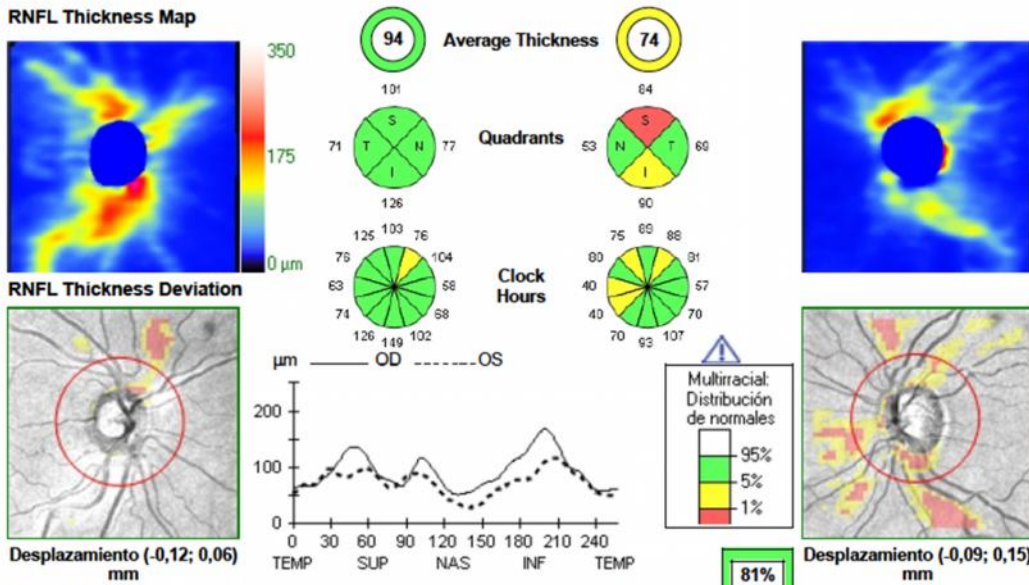 RNFL Thickness Map
350
175
0 µm
94
Average Thickness
74
101
84
S
T
N
I
71
77
Quadrants
S
N
T
I
53
69
126
90
103
125
76
76
104
63
58
74
68
126
102
149
Clock
Hours
89
75
88
80
81
40
57
40
70
70
107
93
RNFL Thickness Deviation
µm
OD
OS
200
100
0
0
30
60
90
120
150
180
210
240
TEMP
SUP
NAS
INF
TEMP
Multirracial:
Distribución
de normales
95%
5%
1%
81%
Desplazamiento (-0,12; 0,06)
mm
Desplazamiento (-0,09; 0,15)
mm